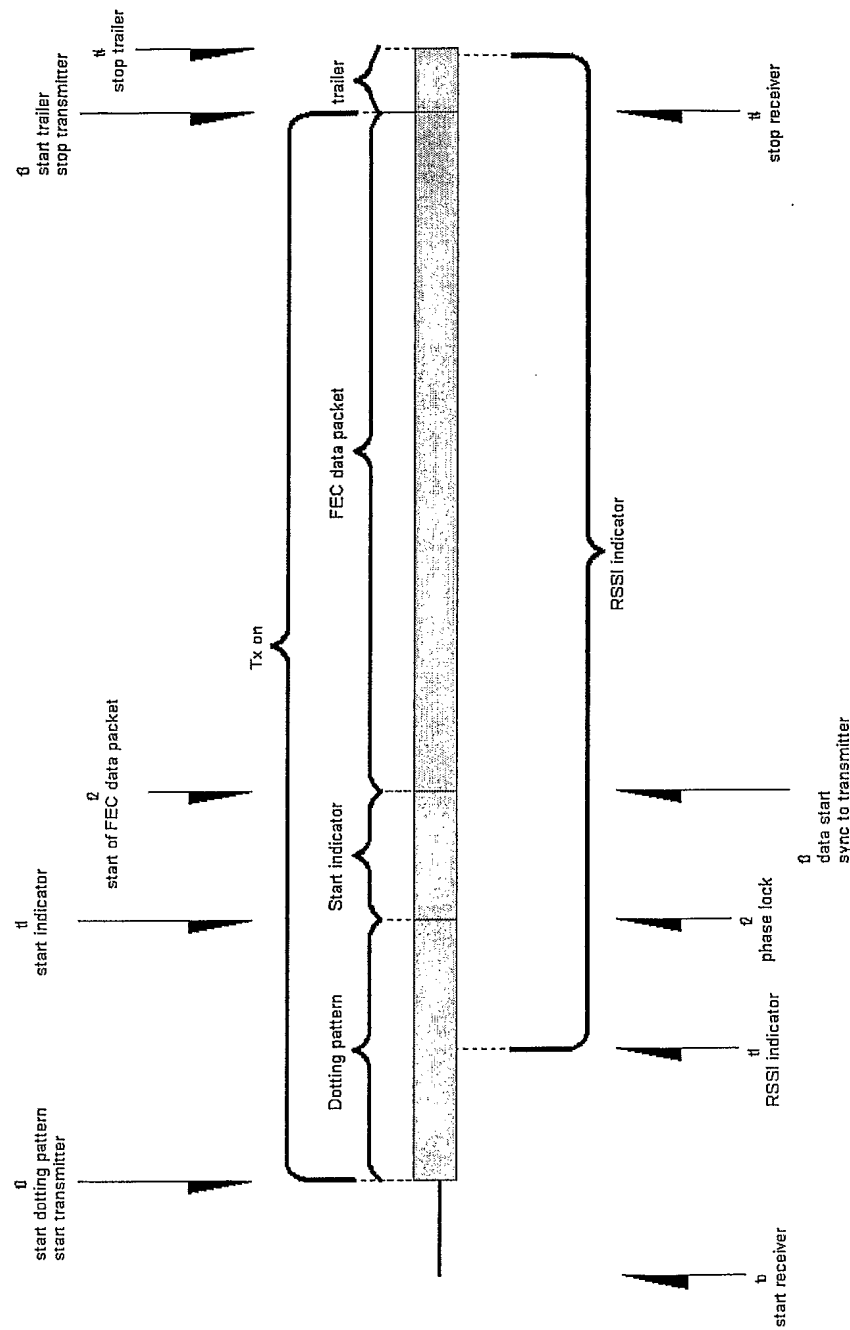 t0
start dotting pattern
start transmitter
t1
start indicator
t2
start of FEC data packet
t3
start trailer
stop transmitter
t4
stop trailer
Tx on
Dotting pattern
Start indicator
FEC data packet
trailer
RSSI indicator
t0
start receiver
t1
RSSI indicator
t2
phase lock
t3
data start
sync to transmitter
t4
stop receiver